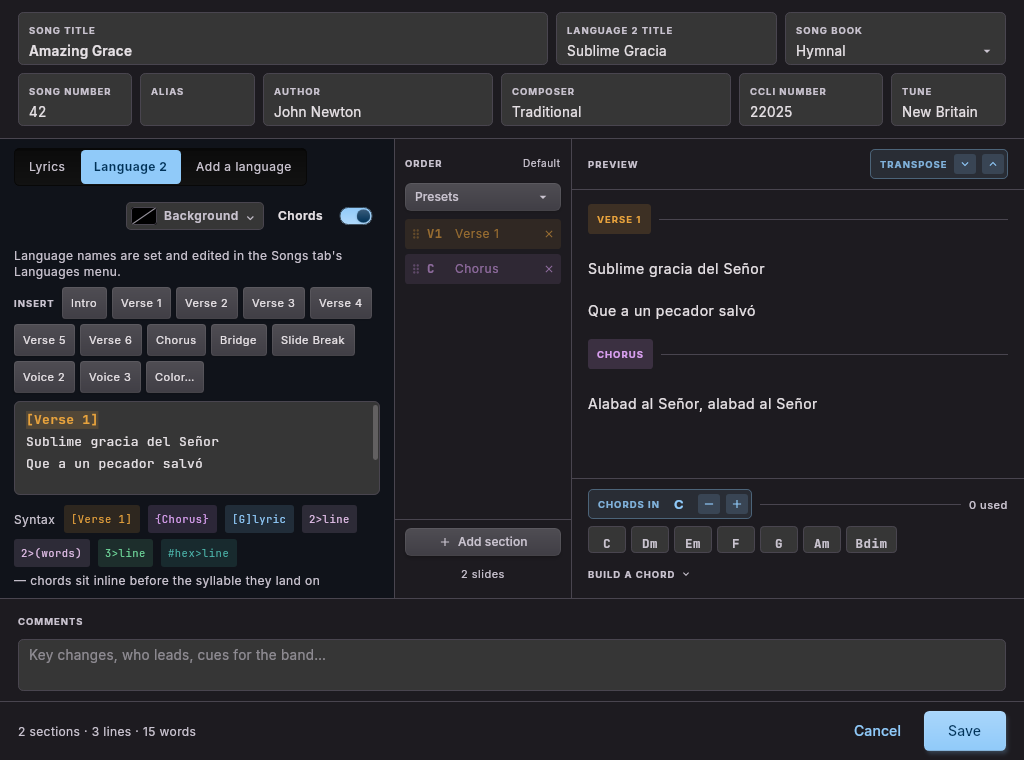 SONG TITLE
Amazing Grace
LANGUAGE 2 TITLE
Sublime Gracia
SONG BOOK
Hymnal
SONG NUMBER
42
ALIAS
AUTHOR
John Newton
COMPOSER
Traditional
CCLI NUMBER
22025
TUNE
New Britain
Lyrics
Language 2
Add a language
Background
Chords
Language names are set and edited in the Songs tab's
Languages menu.
INSERT Intro Verse 1 Verse 2 Verse 3 Verse 4
Verse 5 Verse 6 Chorus Bridge Slide Break
Voice 2 Voice 3 Color...
[Verse 1]
Sublime gracia del Señor
Que a un pecador salvó
Syntax [Verse 1] {Chorus} [G]lyric 2>line
2>(words) 3>line #hex>line
— chords sit inline before the syllable they land on
ORDER Default
Presets
V1 Verse 1 ×
C Chorus ×
+ Add section
2 slides
PREVIEW
TRANSPOSE
VERSE 1
Sublime gracia del Señor
Que a un pecador salvó
CHORUS
Alabad al Señor, alabad al Señor
CHORDS IN C − + 0 used
C Dm Em F G Am Bdim
BUILD A CHORD
COMMENTS
Key changes, who leads, cues for the band...
2 sections · 3 lines · 15 words
Cancel
Save